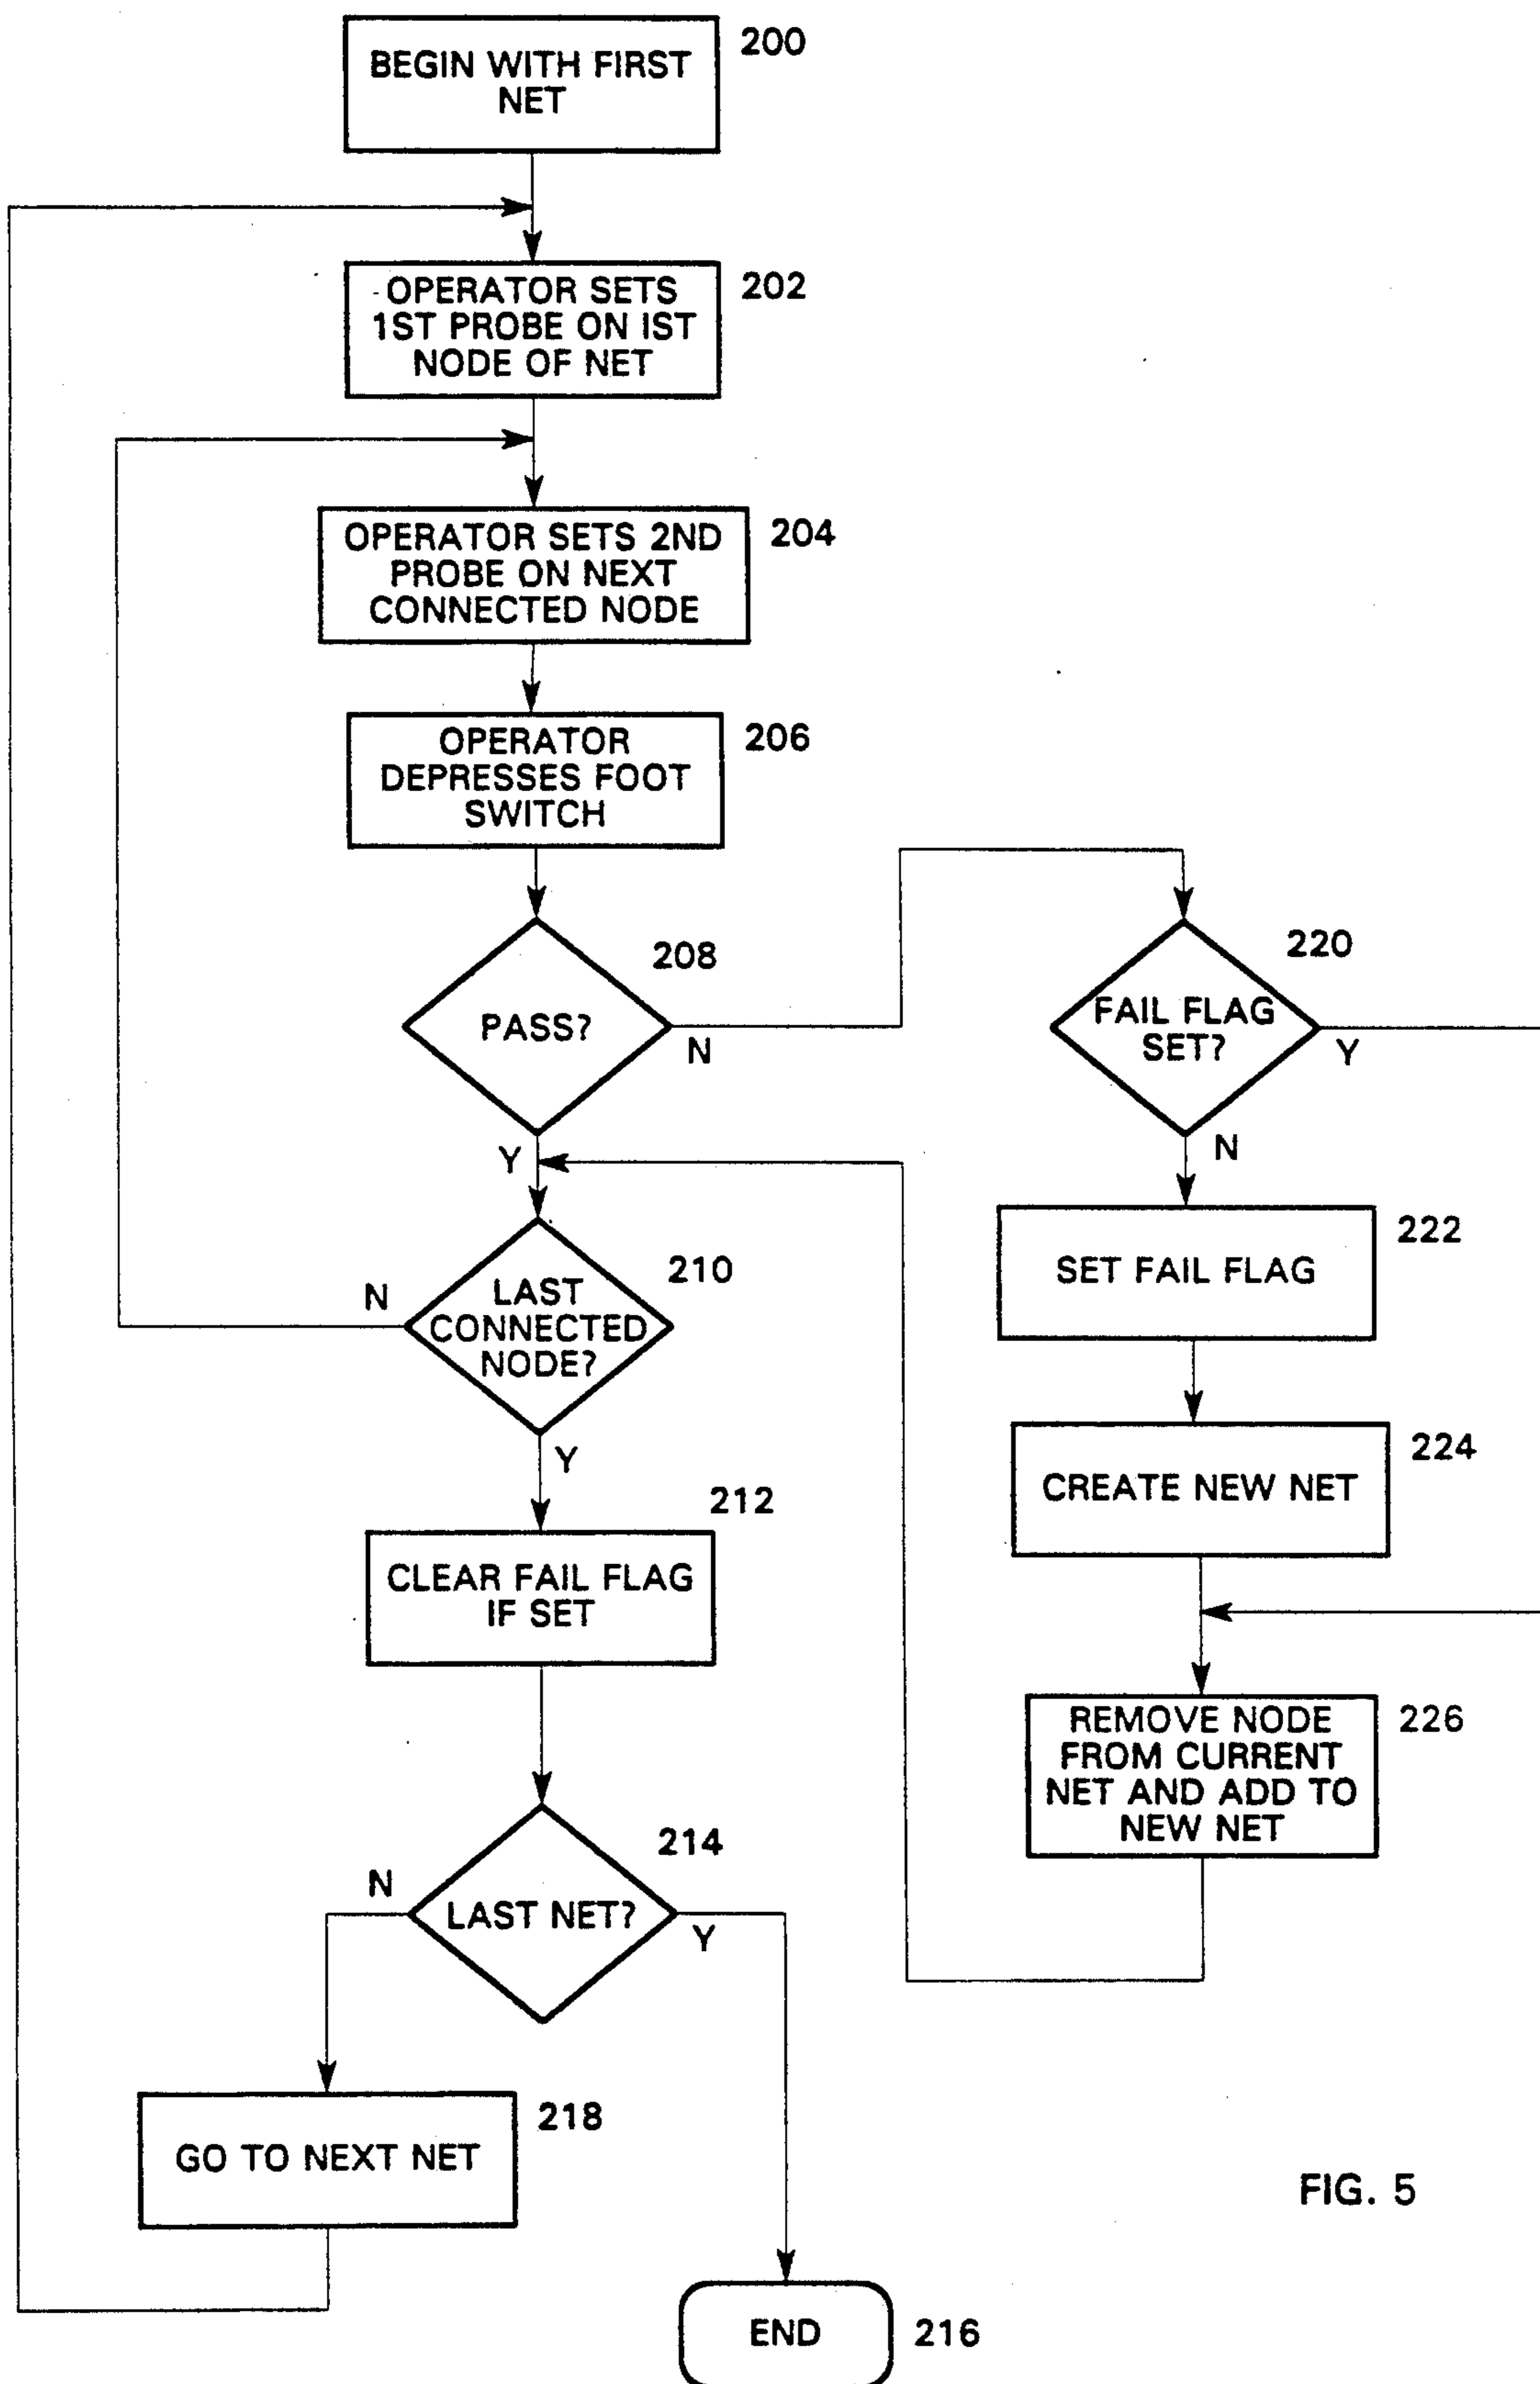 BEGIN WITH FIRST
NET
200
OPERATOR SETS
1ST PROBE ON IST
NODE OF NET
202
OPERATOR SETS 2ND
PROBE ON NEXT
CONNECTED NODE
204
OPERATOR
DEPRESSES FOOT
SWITCH
206
PASS?
208
N
Y
FAIL FLAG
SET?
220
Y
N
SET FAIL FLAG
222
CREATE NEW NET
224
REMOVE NODE
FROM CURRENT
NET AND ADD TO
NEW NET
226
LAST
CONNECTED
NODE?
210
N
Y
CLEAR FAIL FLAG
IF SET
212
LAST NET?
214
N
Y
GO TO NEXT NET
218
END
216
FIG. 5